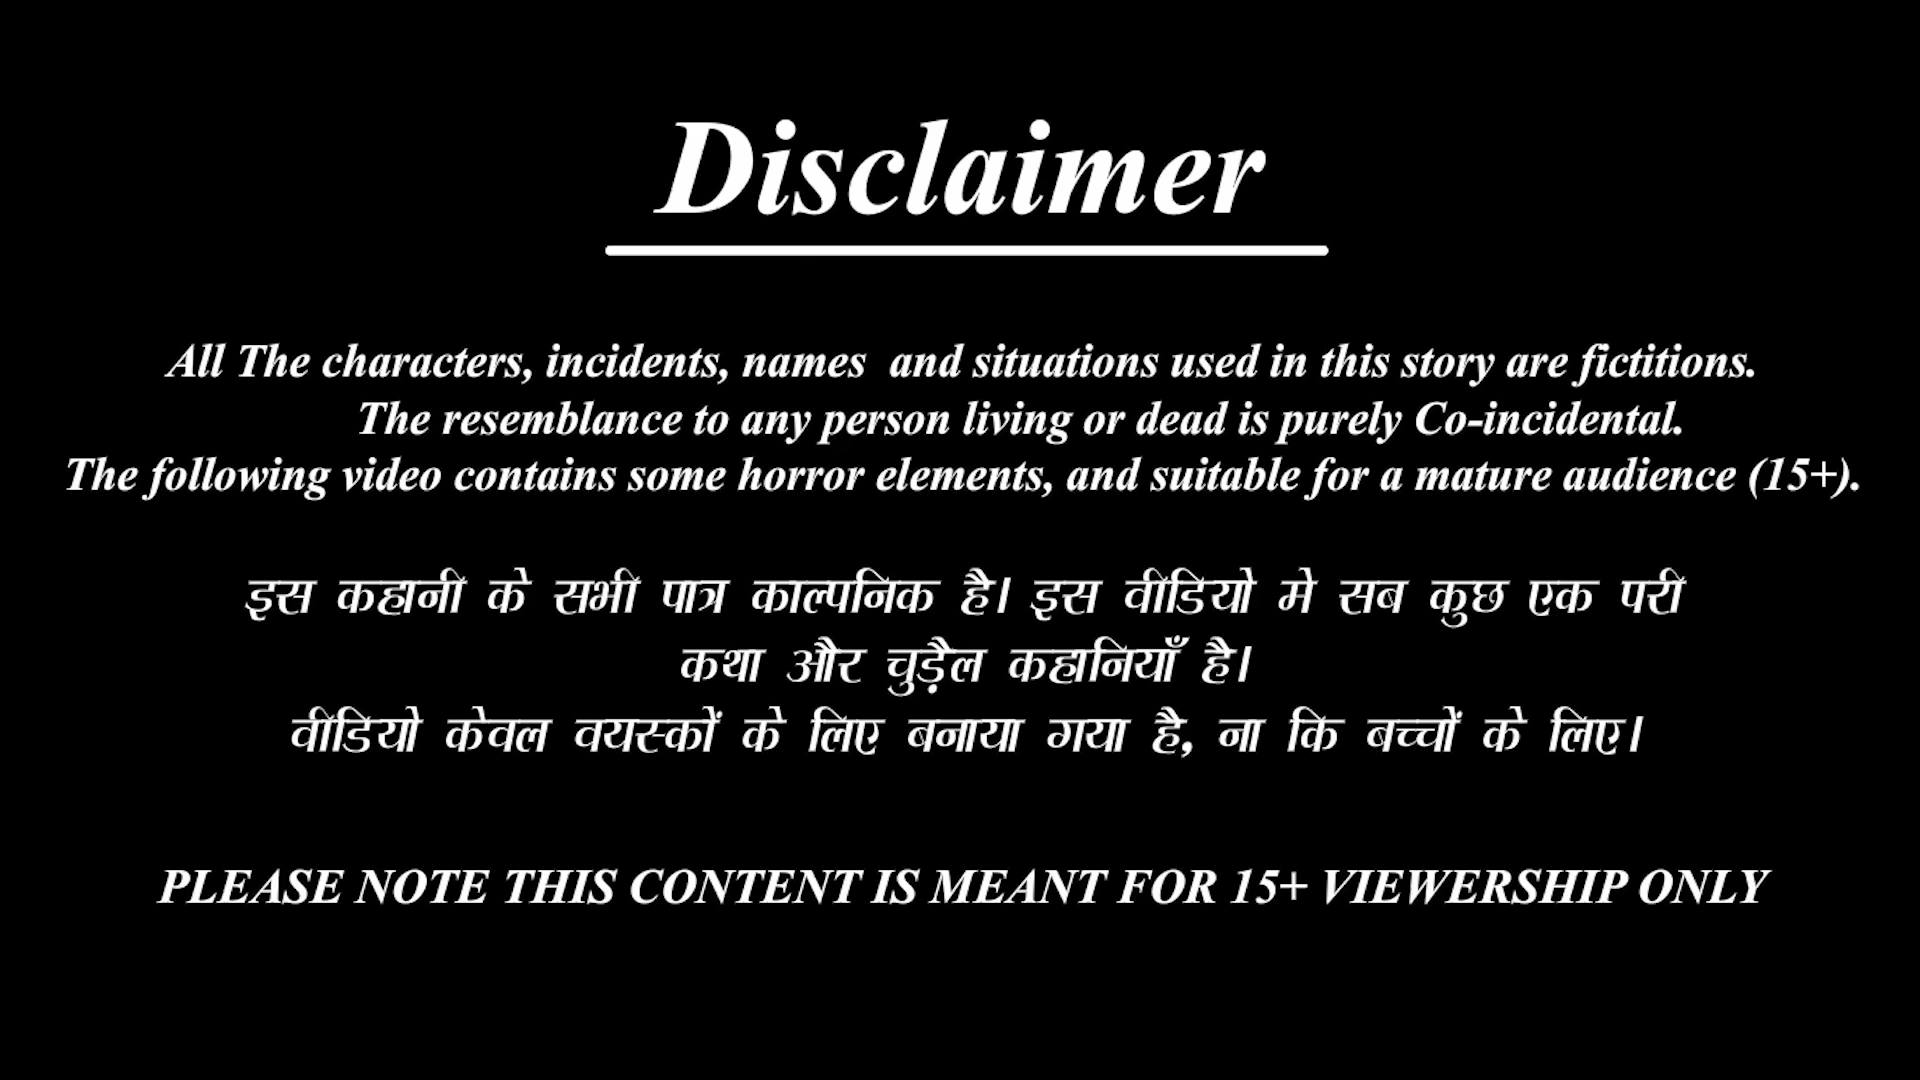 Disclaimer
All The characters, incidents, names and situations used in this story are fictitions.
The resemblance to any person living or dead is purely Co-incidental.
The following video contains some horror elements, and suitable for a mature audience (15+).
इस कहानी के सभी पात्र काल्पनिक है। इस वीडियो मे सब कुछ एक परी
कथा और चुड़ैल कहानियाँ है।
वीडियो केवल वयस्कों के लिए बनाया गया है, ना कि बच्चों के लिए।
PLEASE NOTE THIS CONTENT IS MEANT FOR 15+ VIEWERSHIP ONLY